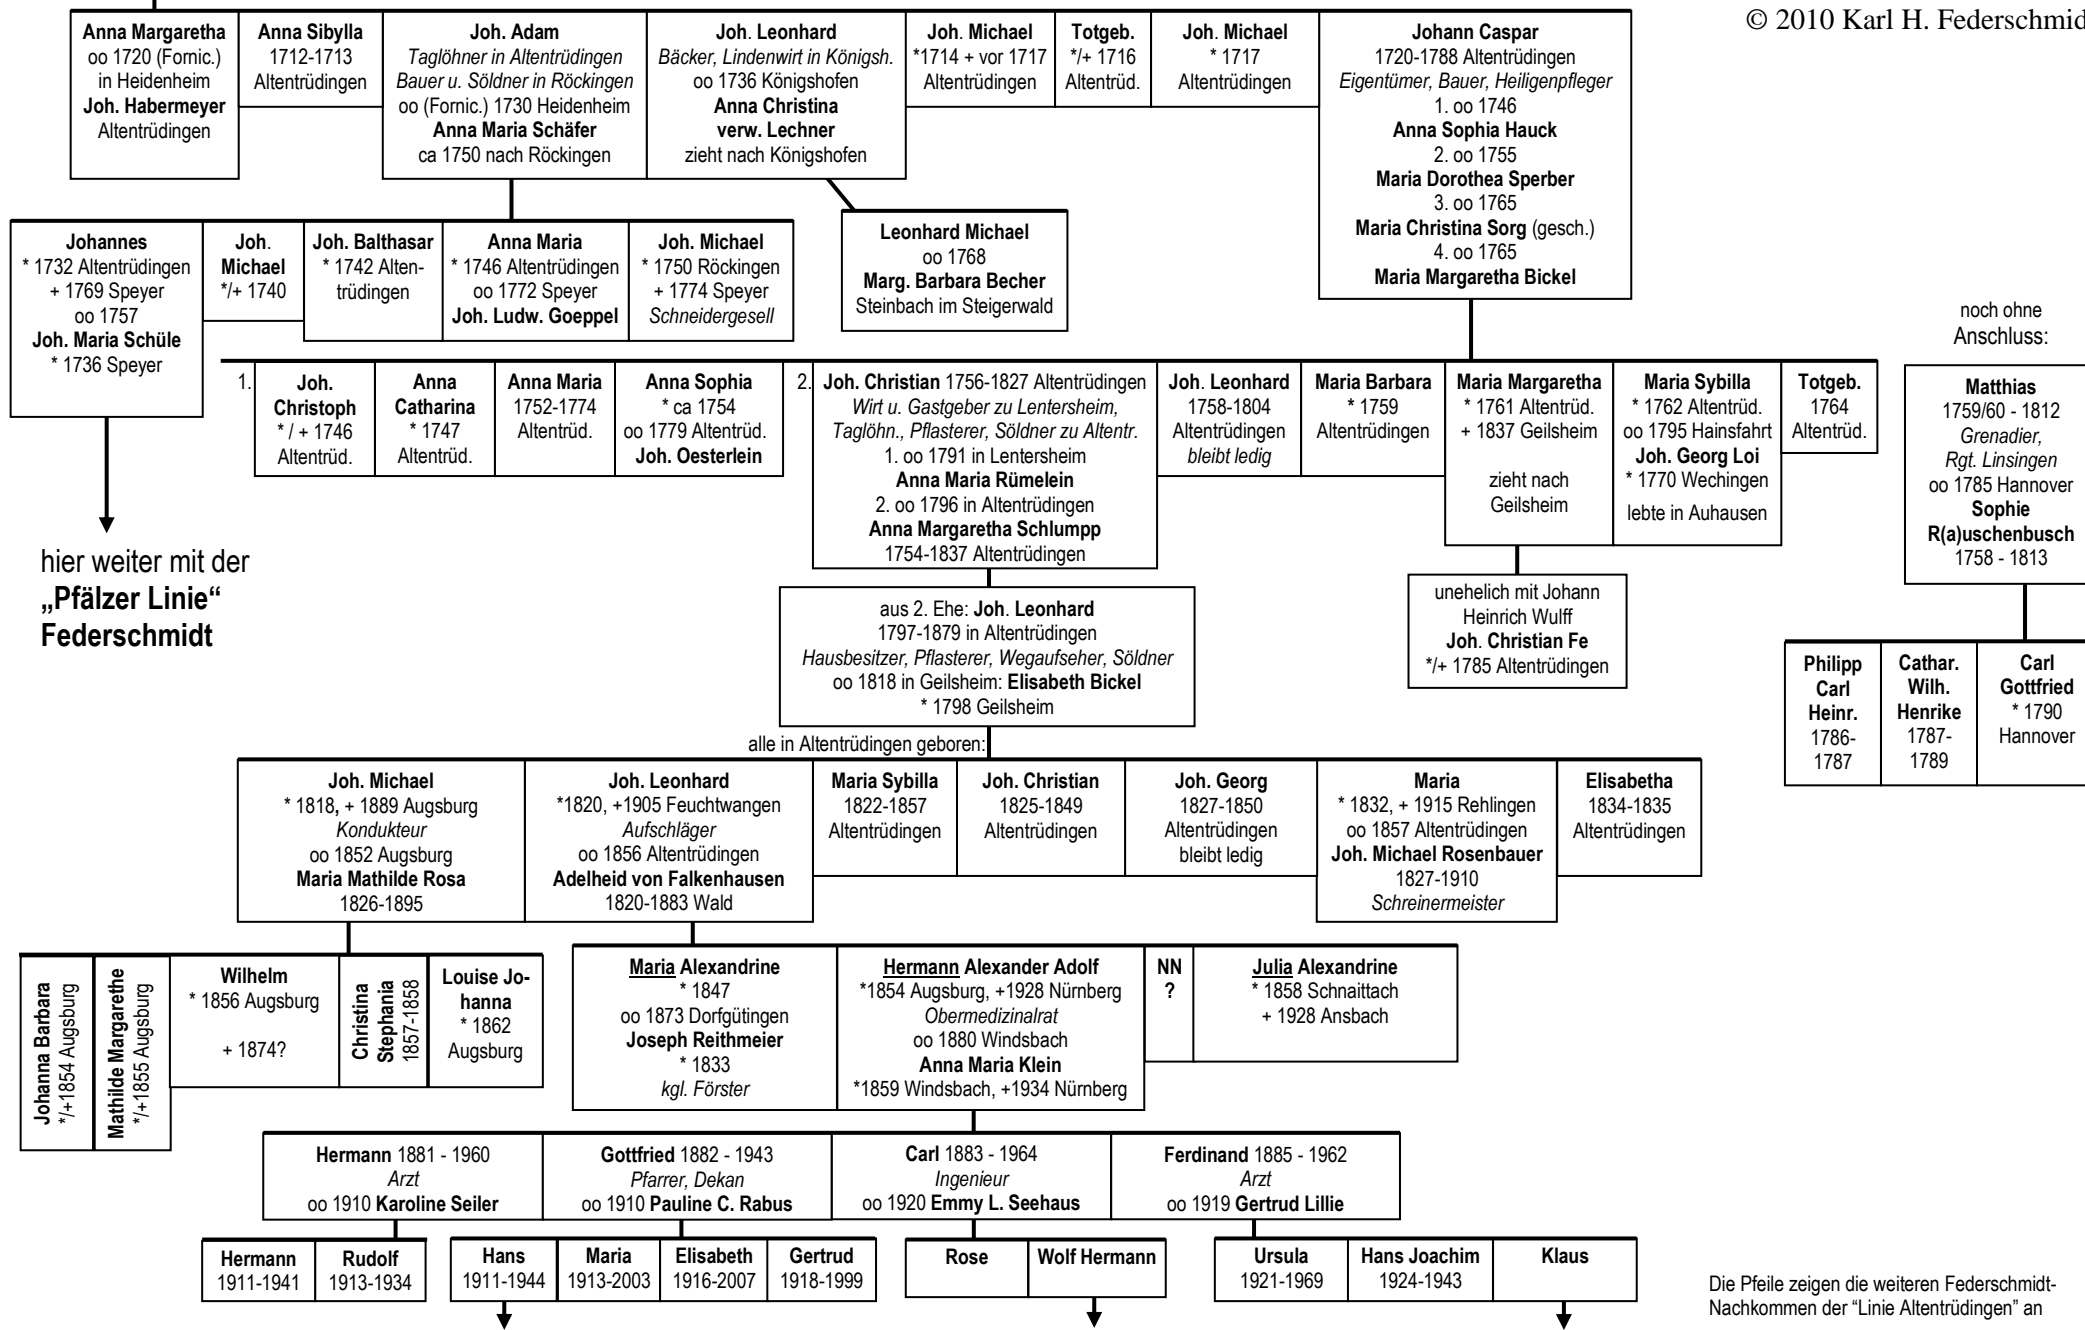 © 2010 Karl H. Federschmid
Anna Margaretha
oo 1720 (Fornic.)
in Heidenheim
Joh. Habermeyer
Altentrüdingen
Anna Sibylla
1712-1713
Altentrüdingen
Joh. Adam
Taglöhner in Altentrüdingen
Bauer u. Söldner in Röckingen
oo (Fornic.) 1730 Heidenheim
Anna Maria Schäfer
ca 1750 nach Röckingen
Joh. Leonhard
Bäcker, Lindenwirt in Königsh.
oo 1736 Königshofen
Anna Christina
verw. Lechner
zieht nach Königshofen
Joh. Michael
*1714 + vor 1717
Altentrüdingen
Totgeb.
*/+ 1716
Altentrüd.
Joh. Michael
* 1717
Altentrüdingen
Johann Caspar
1720-1788 Altentrüdingen
Eigentümer, Bauer, Heiligenpfleger
1. oo 1746
Anna Sophia Hauck
2. oo 1755
Maria Dorothea Sperber
3. oo 1765
Maria Christina Sorg (gesch.)
4. oo 1765
Maria Margaretha Bickel
Johannes
* 1732 Altentrüdingen
+ 1769 Speyer
oo 1757
Joh. Maria Schüle
* 1736 Speyer
Joh.
Michael
*/+ 1740
Joh. Balthasar
* 1742 Alten-
trüdingen
Anna Maria
* 1746 Altentrüdingen
oo 1772 Speyer
Joh. Ludw. Goeppel
Joh. Michael
* 1750 Röckingen
+ 1774 Speyer
Schneidergesell
Leonhard Michael
oo 1768
Marg. Barbara Becher
Steinbach im Steigerwald
noch ohne
Anschluss:
1.
Joh.
Christoph
* / + 1746
Altentrüd.
Anna
Catharina
* 1747
Altentrüd.
Anna Maria
1752-1774
Altentrüd.
Anna Sophia
* ca 1754
oo 1779 Altentrüd.
Joh. Oesterlein
2.
Joh. Christian 1756-1827 Altentrüdingen
Wirt u. Gastgeber zu Lentersheim,
Taglöhn., Pflasterer, Söldner zu Altentr.
1. oo 1791 in Lentersheim
Anna Maria Rümelein
2. oo 1796 in Altentrüdingen
Anna Margaretha Schlumpp
1754-1837 Altentrüdingen
Joh. Leonhard
1758-1804
Altentrüdingen
bleibt ledig
Maria Barbara
* 1759
Altentrüdingen
Maria Margaretha
* 1761 Altentrüd.
+ 1837 Geilsheim
zieht nach
Geilsheim
Maria Sybilla
* 1762 Altentrüd.
oo 1795 Hainsfahrt
Joh. Georg Loi
* 1770 Wechingen
lebte in Auhausen
Totgeb.
1764
Altentrüd.
Matthias
1759/60 - 1812
Grenadier,
Rgt. Linsingen
oo 1785 Hannover
Sophie
R(a)uschenbusch
1758 - 1813
hier weiter mit der
„Pfälzer Linie“
Federschmidt
aus 2. Ehe: Joh. Leonhard
1797-1879 in Altentrüdingen
Hausbesitzer, Pflasterer, Wegaufseher, Söldner
oo 1818 in Geilsheim: Elisabeth Bickel
* 1798 Geilsheim
unehelich mit Johann
Heinrich Wulff
Joh. Christian Fe
*/+ 1785 Altentrüdingen
Philipp
Carl
Heinr.
1786-
1787
Cathar.
Wilh.
Henrike
1787-
1789
Carl
Gottfried
* 1790
Hannover
alle in Altentrüdingen geboren:
Joh. Michael
* 1818, + 1889 Augsburg
Kondukteur
oo 1852 Augsburg
Maria Mathilde Rosa
1826-1895
Joh. Leonhard
*1820, +1905 Feuchtwangen
Aufschläger
oo 1856 Altentrüdingen
Adelheid von Falkenhausen
1820-1883 Wald
Maria Sybilla
1822-1857
Altentrüdingen
Joh. Christian
1825-1849
Altentrüdingen
Joh. Georg
1827-1850
Altentrüdingen
bleibt ledig
Maria
* 1832, + 1915 Rehlingen
oo 1857 Altentrüdingen
Joh. Michael Rosenbauer
1827-1910
Schreinermeister
Elisabetha
1834-1835
Altentrüdingen
Johanna Barbara
*/+1854 Augsburg
Mathilde Margarethe
*/+1855 Augsburg
Wilhelm
* 1856 Augsburg
+ 1874?
Christina
Stephania
1857-1858
Louise Jo-
hanna
* 1862
Augsburg
Maria Alexandrine
* 1847
oo 1873 Dorfgütingen
Joseph Reithmeier
* 1833
kgl. Förster
Hermann Alexander Adolf
*1854 Augsburg, +1928 Nürnberg
Obermedizinalrat
oo 1880 Windsbach
Anna Maria Klein
*1859 Windsbach, +1934 Nürnberg
NN
?
Julia Alexandrine
* 1858 Schnaittach
+ 1928 Ansbach
Hermann 1881 - 1960
Arzt
oo 1910 Karoline Seiler
Gottfried 1882 - 1943
Pfarrer, Dekan
oo 1910 Pauline C. Rabus
Carl 1883 - 1964
Ingenieur
oo 1920 Emmy L. Seehaus
Ferdinand 1885 - 1962
Arzt
oo 1919 Gertrud Lillie
Hermann
1911-1941
Rudolf
1913-1934
Hans
1911-1944
Maria
1913-2003
Elisabeth
1916-2007
Gertrud
1918-1999
Rose
Wolf Hermann
Ursula
1921-1969
Hans Joachim
1924-1943
Klaus
Die Pfeile zeigen die weiteren Federschmidt-
Nachkommen der “Linie Altentrüdingen” an